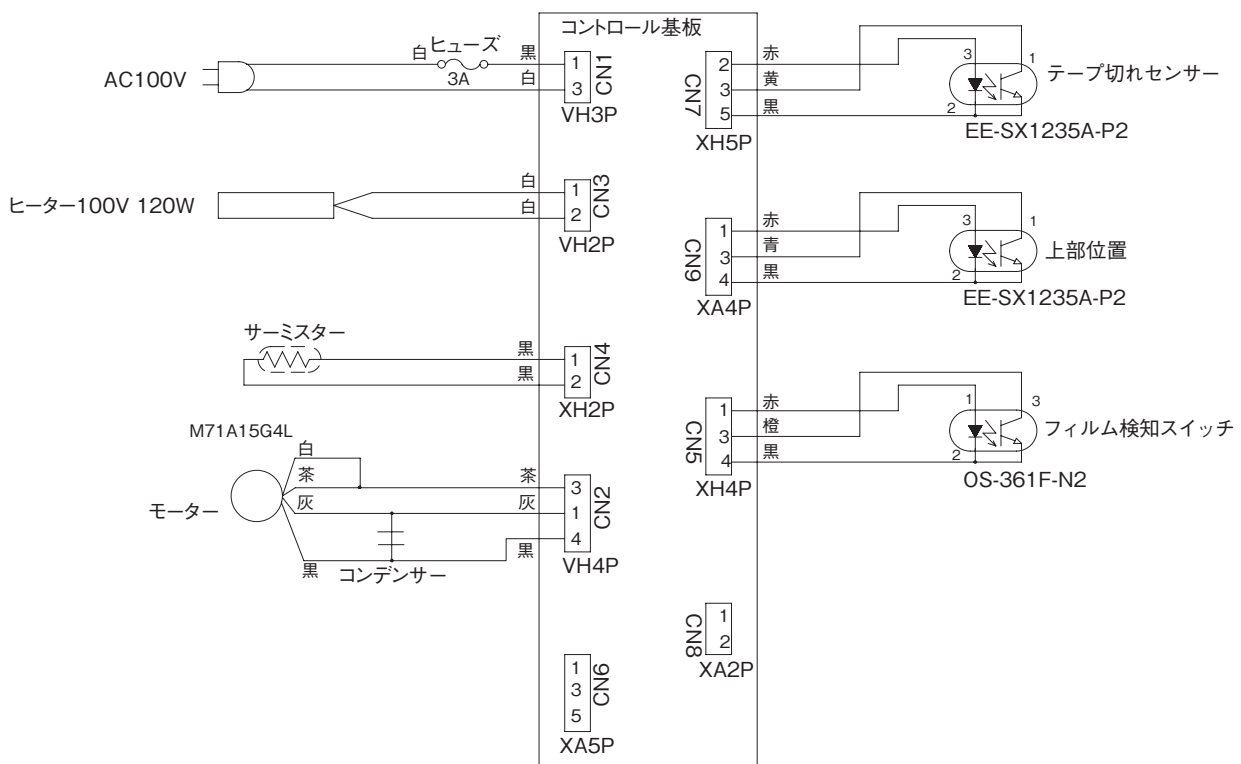 コントロール基板
AC100V
白
ヒューズ
3A
黒
白
1
3
CN1
VH3P
ヒーター100V 120W
白
白
1
2
CN3
VH2P
サーミスター
黒
黒
1
2
CN4
XH2P
M71A15G4L
モーター
白
茶
灰
黒
コンデンサー
茶
灰
黒
3
1
4
CN2
VH4P
1
3
5
CN6
XA5P
2
3
5
CN7
XH5P
赤
黄
黒
3
2
1
テープ切れセンサー
EE-SX1235A-P2
1
3
4
CN9
XA4P
赤
青
黒
3
2
1
上部位置
EE-SX1235A-P2
1
3
4
CN5
XH4P
赤
橙
黒
1
2
3
フィルム検知スイッチ
OS-361F-N2
1
2
CN8
XA2P